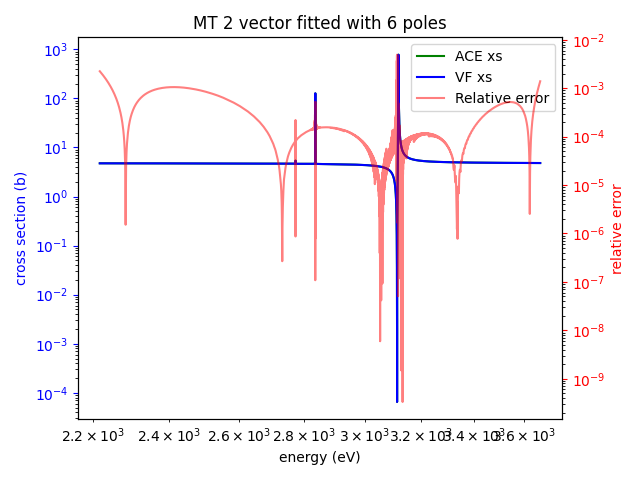 MT 2 vector fitted with 6 poles
ACE xs
VF xs
Relative error
10³
10²
10¹
10⁰
10⁻¹
10⁻²
10⁻³
10⁻⁴
cross section (b)
10⁻²
10⁻³
10⁻⁴
10⁻⁵
10⁻⁶
10⁻⁷
10⁻⁸
10⁻⁹
relative error
2.2 × 10³ 2.4 × 10³ 2.6 × 10³ 2.8 × 10³ 3 × 10³ 3.2 × 10³ 3.4 × 10³ 3.6 × 10³
energy (eV)